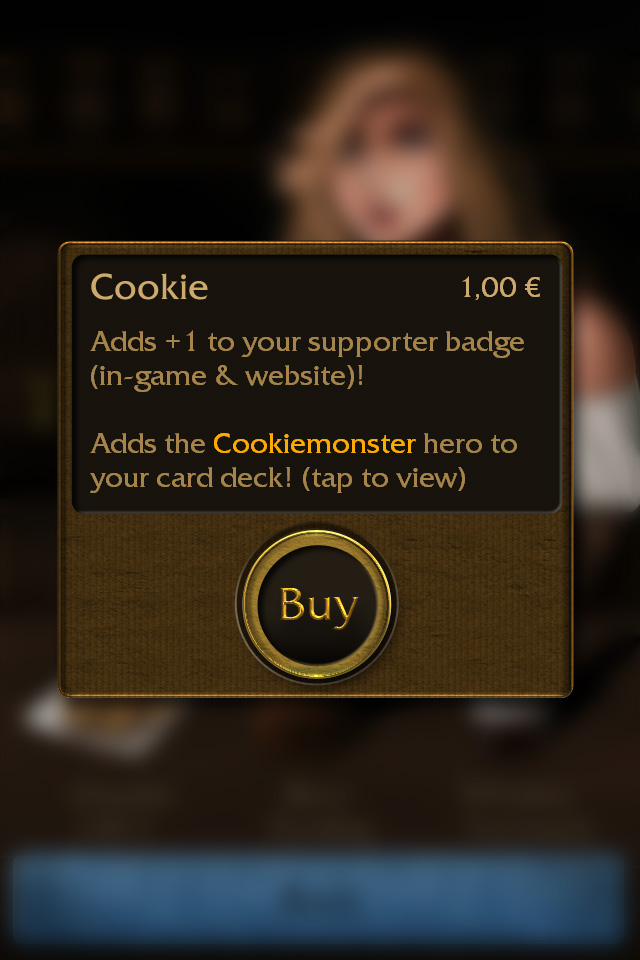 Cookie 1,00 €
Adds +1 to your supporter badge
(in-game & website)!
Adds the Cookiemonster hero to
your card deck! (tap to view)
Buy